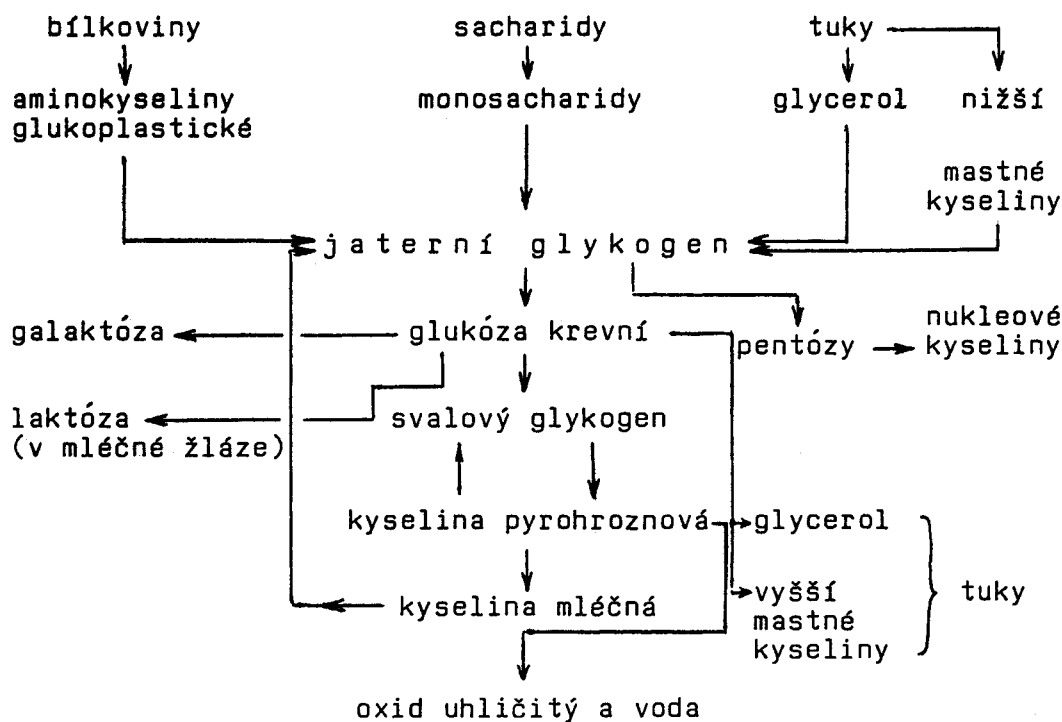 bílkoviny sacharidy tuky
aminokyseliny monosacharidy glycerol nižší
glukoplastické
mastné
kyseliny
jaterní glykogen
galaktóza glukóza krevní pentózy nukleové
kyseliny
laktóza svalový glykogen
(v mléčné žláze)
kyselina pyrohroznová glycerol
kyselina mléčná vyšší tuky
mastné
kyseliny
oxid uhličitý a voda